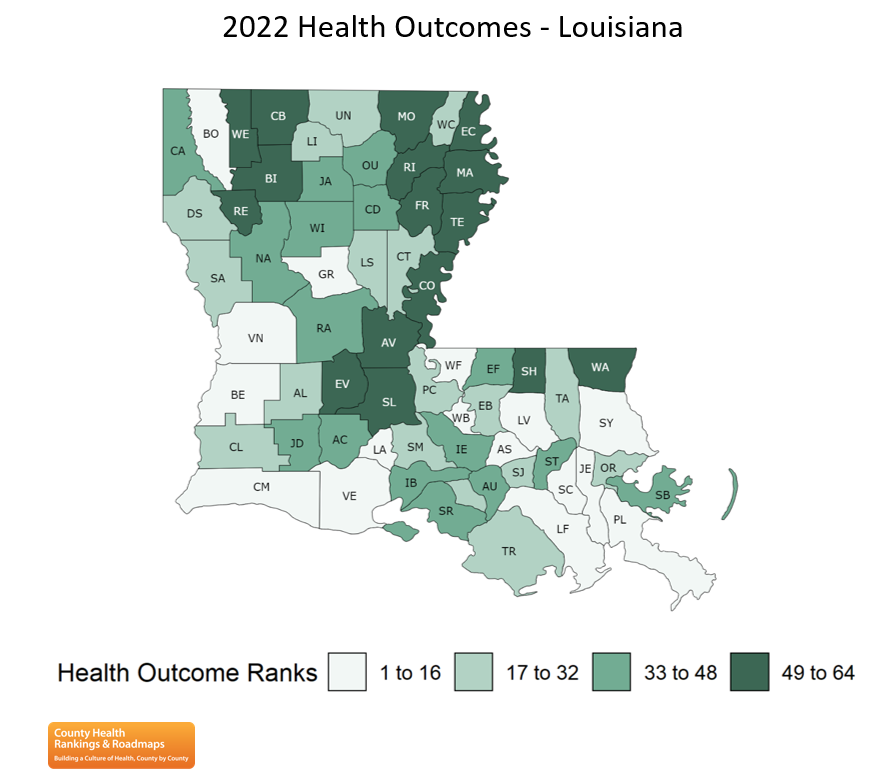 2022 Health Outcomes - Louisiana
CB
UN
MO
WC
EC
BO
WE
LI
CA
OU
RI
MA
BI
JA
DS
RE
CD
FR
TE
WI
NA
GR
LS
CT
SA
CO
RA
VN
AV
WF
EF
SH
WA
BE
AL
EV
SL
PC
EB
TA
WB
LV
SY
CL
JD
AC
LA
SM
IE
AS
ST
SJ
JE
OR
CM
VE
IB
AU
SC
SB
SR
LF
PL
TR
Health Outcome Ranks 1 to 16 17 to 32 33 to 48 49 to 64
County Health
Rankings & Roadmaps
Building a Culture of Health, County by County